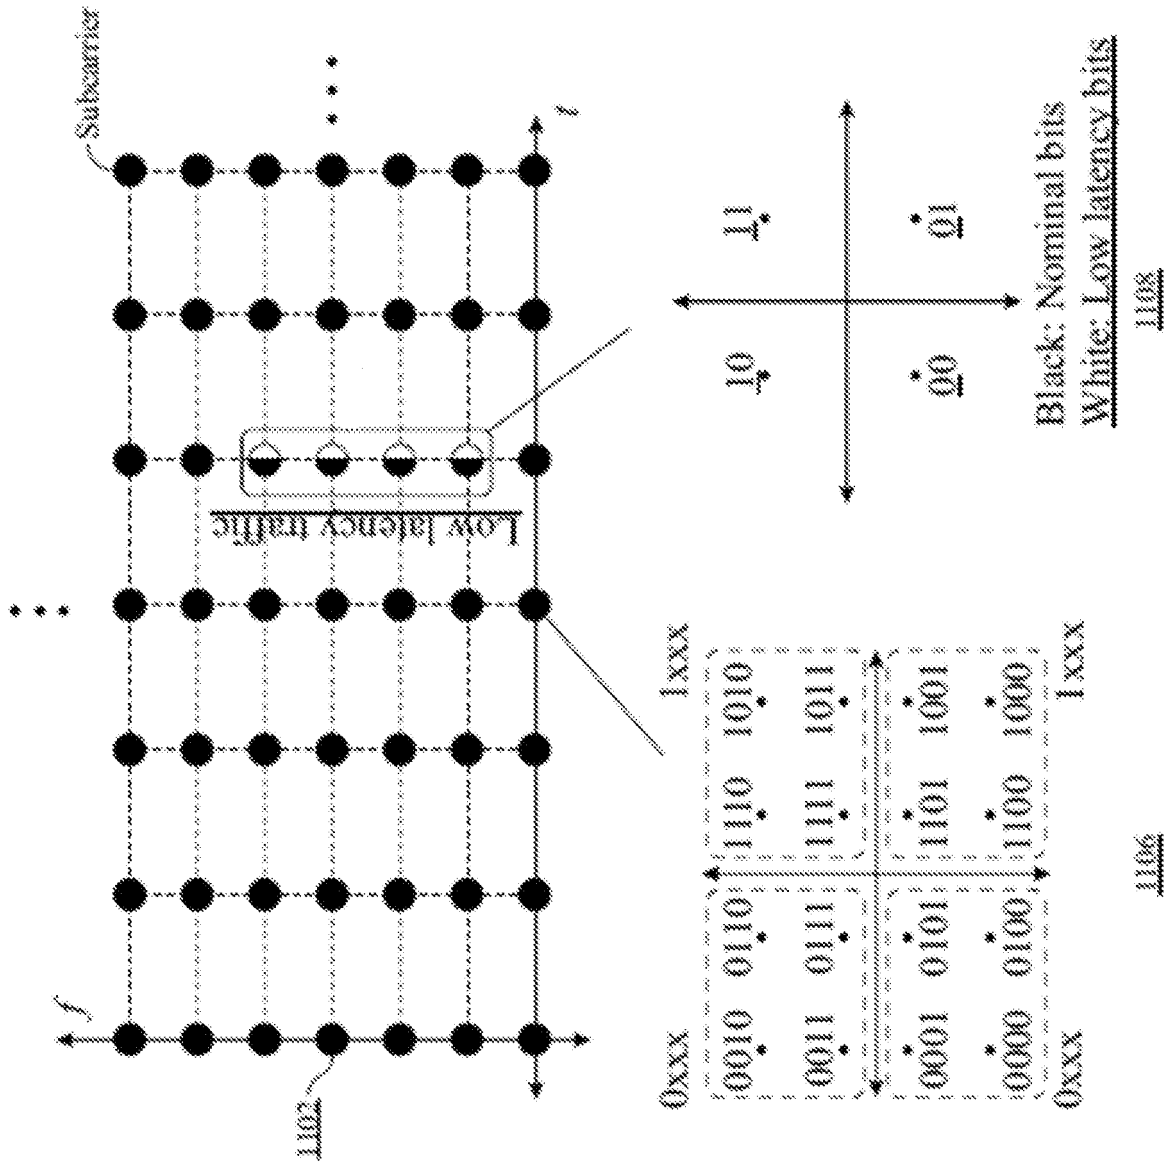 Subcarrier
f
t
1102
Low latency traffic
0xxx
1xxx
0010
0110
1110
1010
0011
0111
1111
1011
0001
0101
1101
1001
0000
0100
1100
1000
0xxx
1xxx
1106
10
11
00
01
Black: Nominal bits
White: Low latency bits
1108